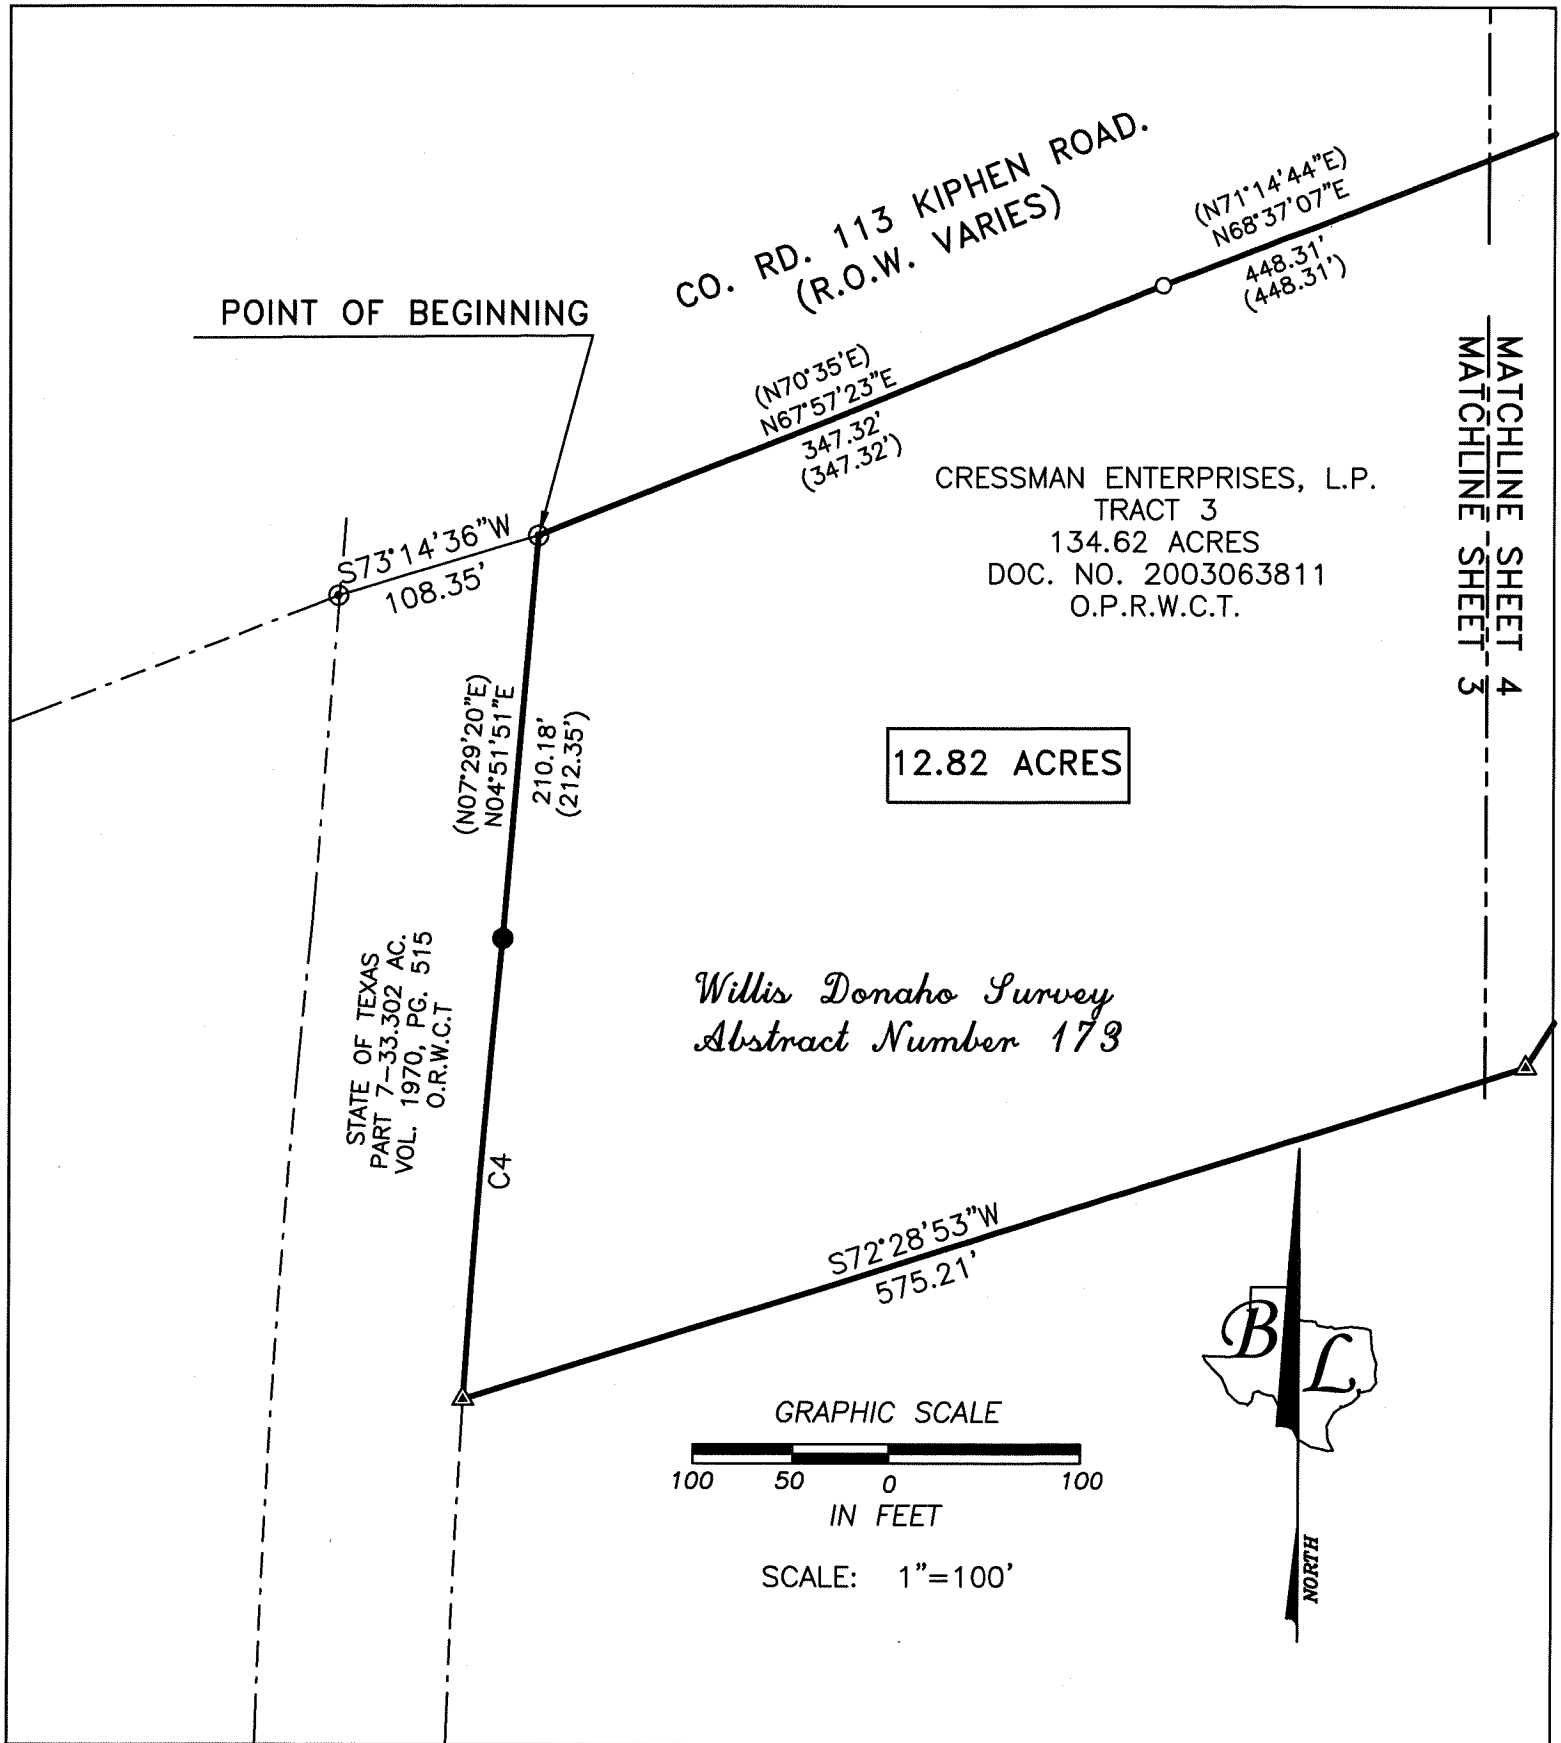 CO. RD. 113 KIPHEN ROAD.
(R.O.W. VARIES)
(N71°14'44"E)
N68°37'07"E
448.31'
(448.31')
POINT OF BEGINNING
(N70°35'E)
N67°57'23"E
347.32'
(347.32')
MATCHLINE SHEET 4
MATCHLINE SHEET 3
CRESSMAN ENTERPRISES, L.P.
TRACT 3
134.62 ACRES
DOC. NO. 2003063811
O.P.R.W.C.T.
S73°14'36"W
108.35'
(N07°29'20"E)
N04°51'51"E
210.18'
(212.35')
12.82 ACRES
STATE OF TEXAS
PART 7-33.302 AC.
VOL. 1970, PG. 515
O.R.W.C.T
Willis Donaho Survey
Abstract Number 173
C4
S72°28'53"W
575.21'
B L
GRAPHIC SCALE
100 50 0 100
IN FEET
SCALE: 1"=100'
NORTH